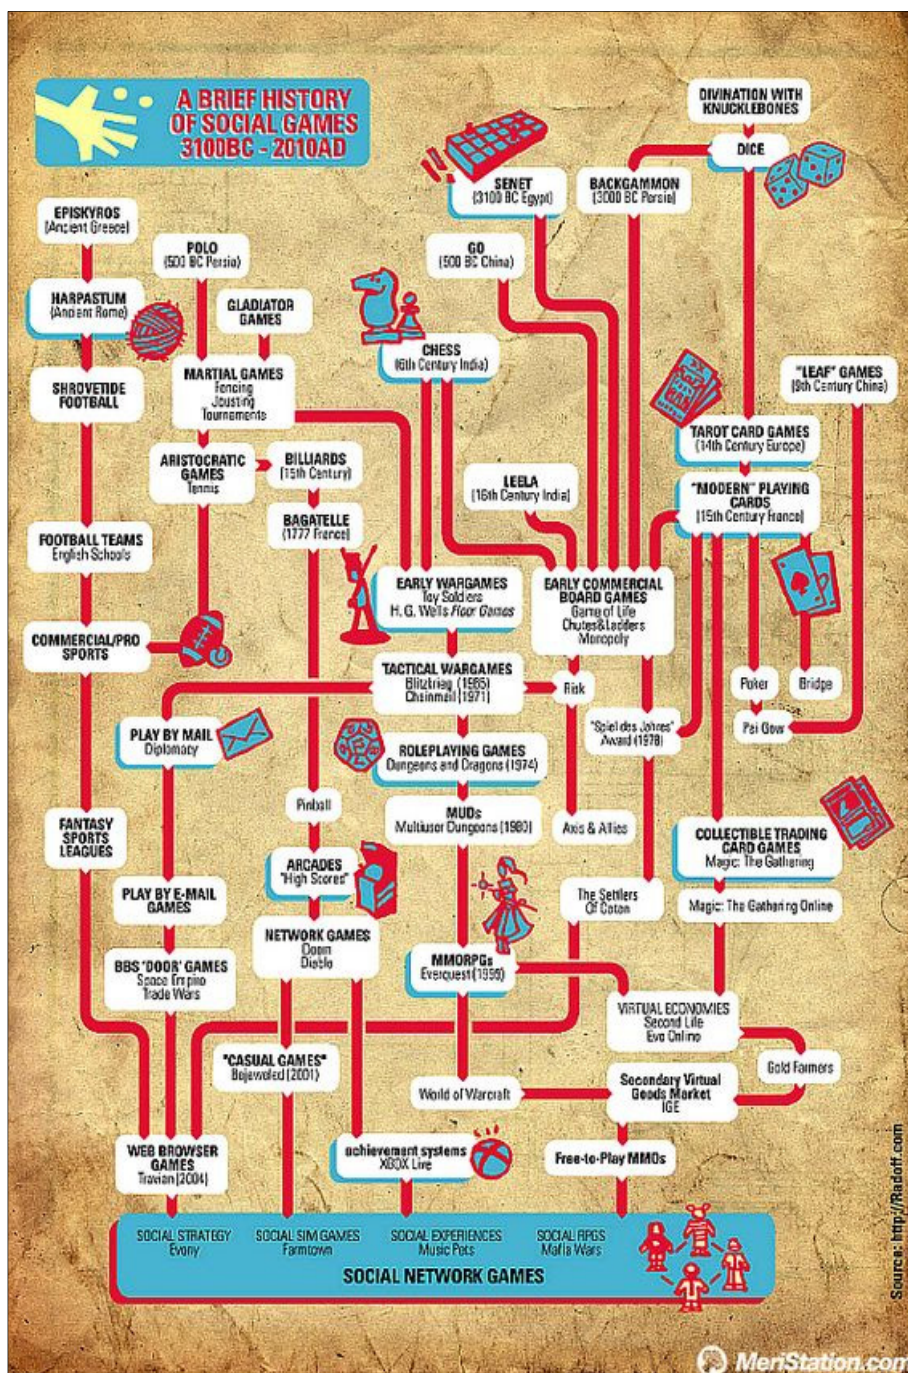 A BRIEF HISTORY
OF SOCIAL GAMES
3100BC - 2010AD
DIVINATION WITH
KNUCKLEBONES
DICE
SENET
(3100 BC Egypt)
BACKGAMMON
(3000 BC Persia)
EPISKYROS
(Ancient Greece)
POLO
(500 BC Persia)
GO
(500 BC China)
HARPASTUM
(Ancient Rome)
GLADIATOR
GAMES
CHESS
(6th Century India)
SHROVETIDE
FOOTBALL
MARTIAL GAMES
Fencing
Jousting
Tournaments
"LEAF" GAMES
(9th Century China)
TAROT CARD GAMES
(14th Century Europe)
ARISTOCRATIC
GAMES
Tennis
BILLIARDS
(15th Century)
LEELA
(16th Century India)
"MODERN" PLAYING
CARDS
(15th Century France)
BAGATELLE
(1777 France)
FOOTBALL TEAMS
English Schools
EARLY WARGAMES
Toy Soldiers
H. G. Wells Floor Games
EARLY COMMERCIAL
BOARD GAMES
Game of Life
Chutes&Ladders
Monopoly
COMMERCIAL/PRO
SPORTS
TACTICAL WARGAMES
Blitzkrieg (1965)
Chainmail (1971)
Risk
Poker
Bridge
PLAY BY MAIL
Diplomacy
"Spiel des Jahres"
Award (1978)
Pai Gow
ROLEPLAYING GAMES
Dungeons and Dragons (1974)
Pinball
MUDs
Multiuser Dungeons (1980)
Axis & Allies
FANTASY
SPORTS
LEAGUES
COLLECTIBLE TRADING
CARD GAMES
Magic: The Gathering
ARCADES
"High Scores"
PLAY BY E-MAIL
GAMES
The Settlers
Of Catan
Magic: The Gathering Online
NETWORK GAMES
Doom
Diablo
BBS 'DOOR' GAMES
Space Empire
Trade Wars
MMORPGs
Everquest (1999)
VIRTUAL ECONOMIES
Second Life
Eve Online
"CASUAL GAMES"
Bejeweled (2001)
Gold Farmers
World of Warcraft
Secondary Virtual
Goods Market
IGE
WEB BROWSER
GAMES
Travian (2004)
achievement systems
XBOX Live
Free-to-Play MMOs
SOCIAL STRATEGY
Evony
SOCIAL SIM GAMES
Farmtown
SOCIAL EXPERIENCES
Music Pets
SOCIAL RPGS
Mafia Wars
SOCIAL NETWORK GAMES
Source: http://Radoff.com
MeriStation.com